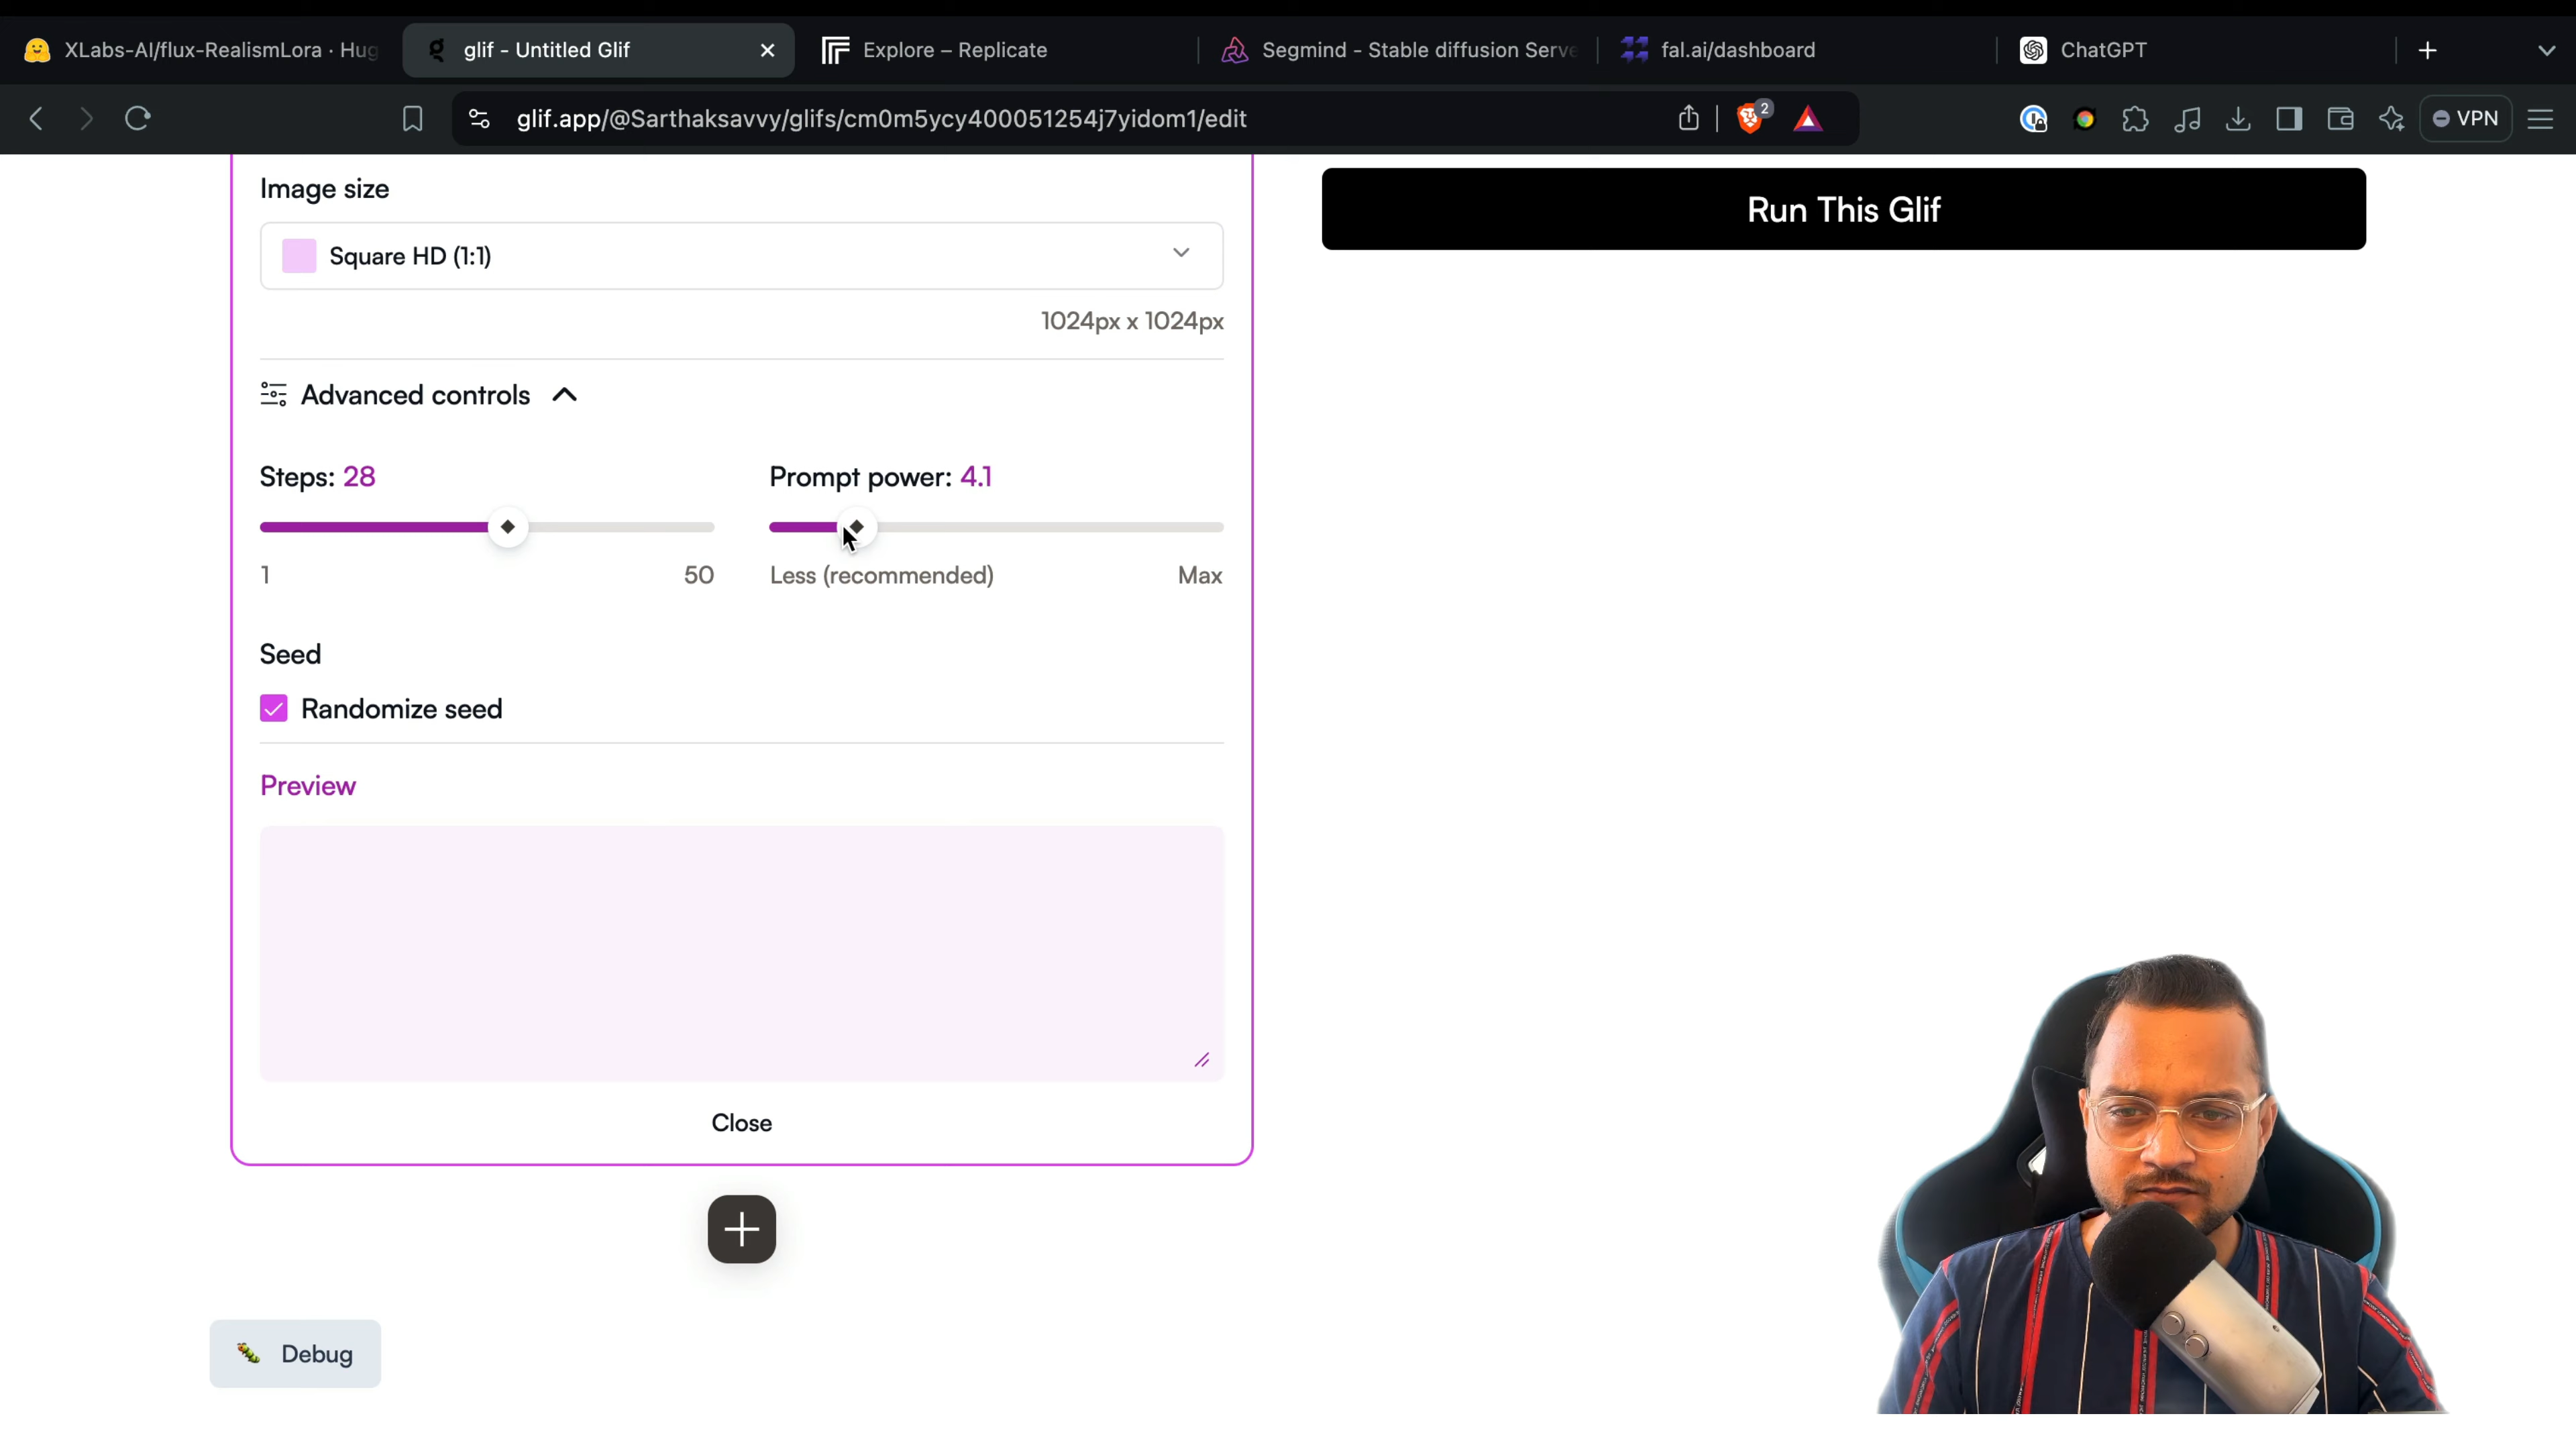 XLabs-AI/flux-RealismLora · Hug
glif - Untitled Glif
Explore – Replicate
Segmind - Stable diffusion Serve
fal.ai/dashboard
ChatGPT
glif.app/@Sarthaksavvy/glifs/cm0m5ycy400051254j7yidom1/edit
2
VPN
Image size
Run This Glif
Square HD (1:1)
1024px x 1024px
Advanced controls
Steps: 28
Prompt power: 4.1
1
50
Less (recommended)
Max
Seed
Randomize seed
Preview
Close
Debug